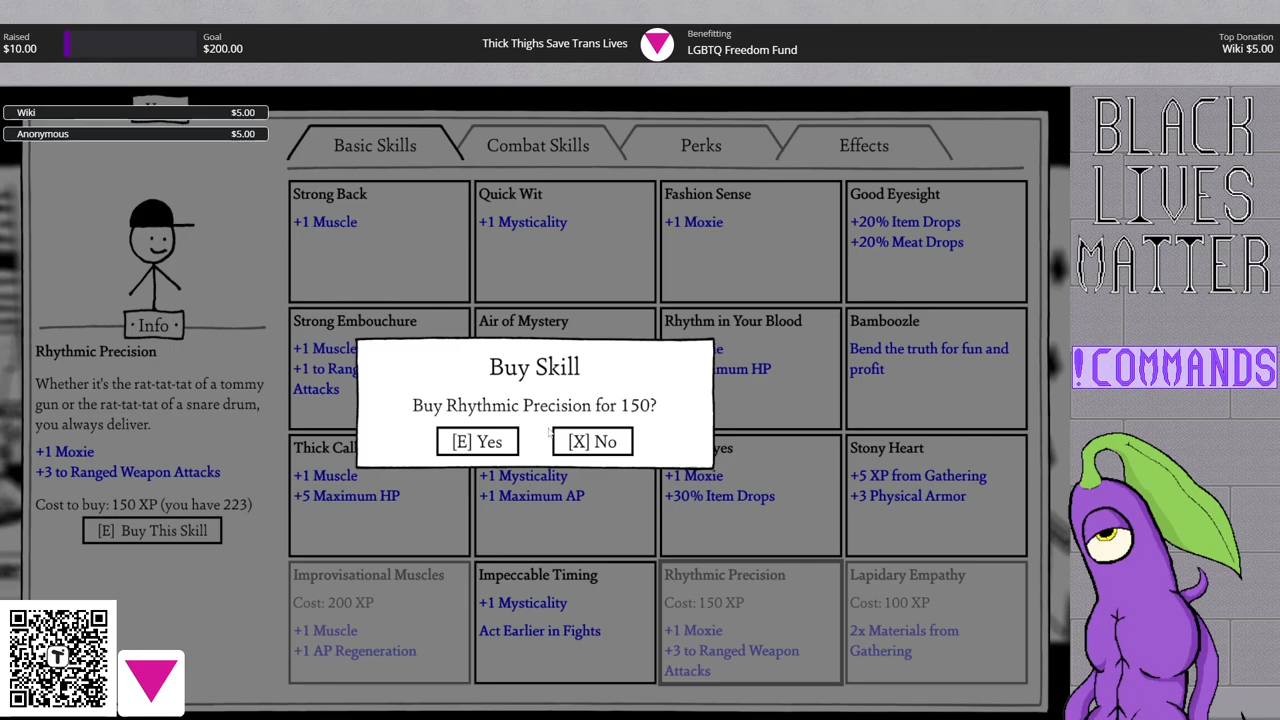 Raised
$10.00
Goal
$200.00
Thick Thighs Save Trans Lives
Benefitting
LGBTQ Freedom Fund
Top Donation
Wiki $5.00
Wiki $5.00
Anonymous $5.00
Basic Skills
Combat Skills
Perks
Effects
· Info ·
Rhythmic Precision
Whether it's the rat-tat-tat of a tommy
gun or the rat-tat-tat of a snare drum,
you always deliver.
+1 Moxie
+3 to Ranged Weapon Attacks
Cost to buy: 150 XP (you have 223)
[E] Buy This Skill
Strong Back
+1 Muscle
Quick Wit
+1 Mysticality
Fashion Sense
+1 Moxie
Good Eyesight
+20% Item Drops
+20% Meat Drops
Strong Embouchure
+1 Muscle
+1 to Rang
Attacks
Air of Mystery
Rhythm in Your Blood
Bamboozle
Bend the truth for fun and
profit
Buy Skill
Buy Rhythmic Precision for 150?
[E] Yes
[X] No
Thick Call
+1 Muscle
+5 Maximum HP
+1 Mysticality
+1 Maximum AP
+1 Moxie
+30% Item Drops
Stony Heart
+5 XP from Gathering
+3 Physical Armor
Improvisational Muscles
Cost: 200 XP
+1 Muscle
+1 AP Regeneration
Impeccable Timing
+1 Mysticality
Act Earlier in Fights
Rhythmic Precision
Cost: 150 XP
+1 Moxie
+3 to Ranged Weapon
Attacks
Lapidary Empathy
Cost: 100 XP
2x Materials from
Gathering
BLACK
LIVES
MATTER
!COMMANDS